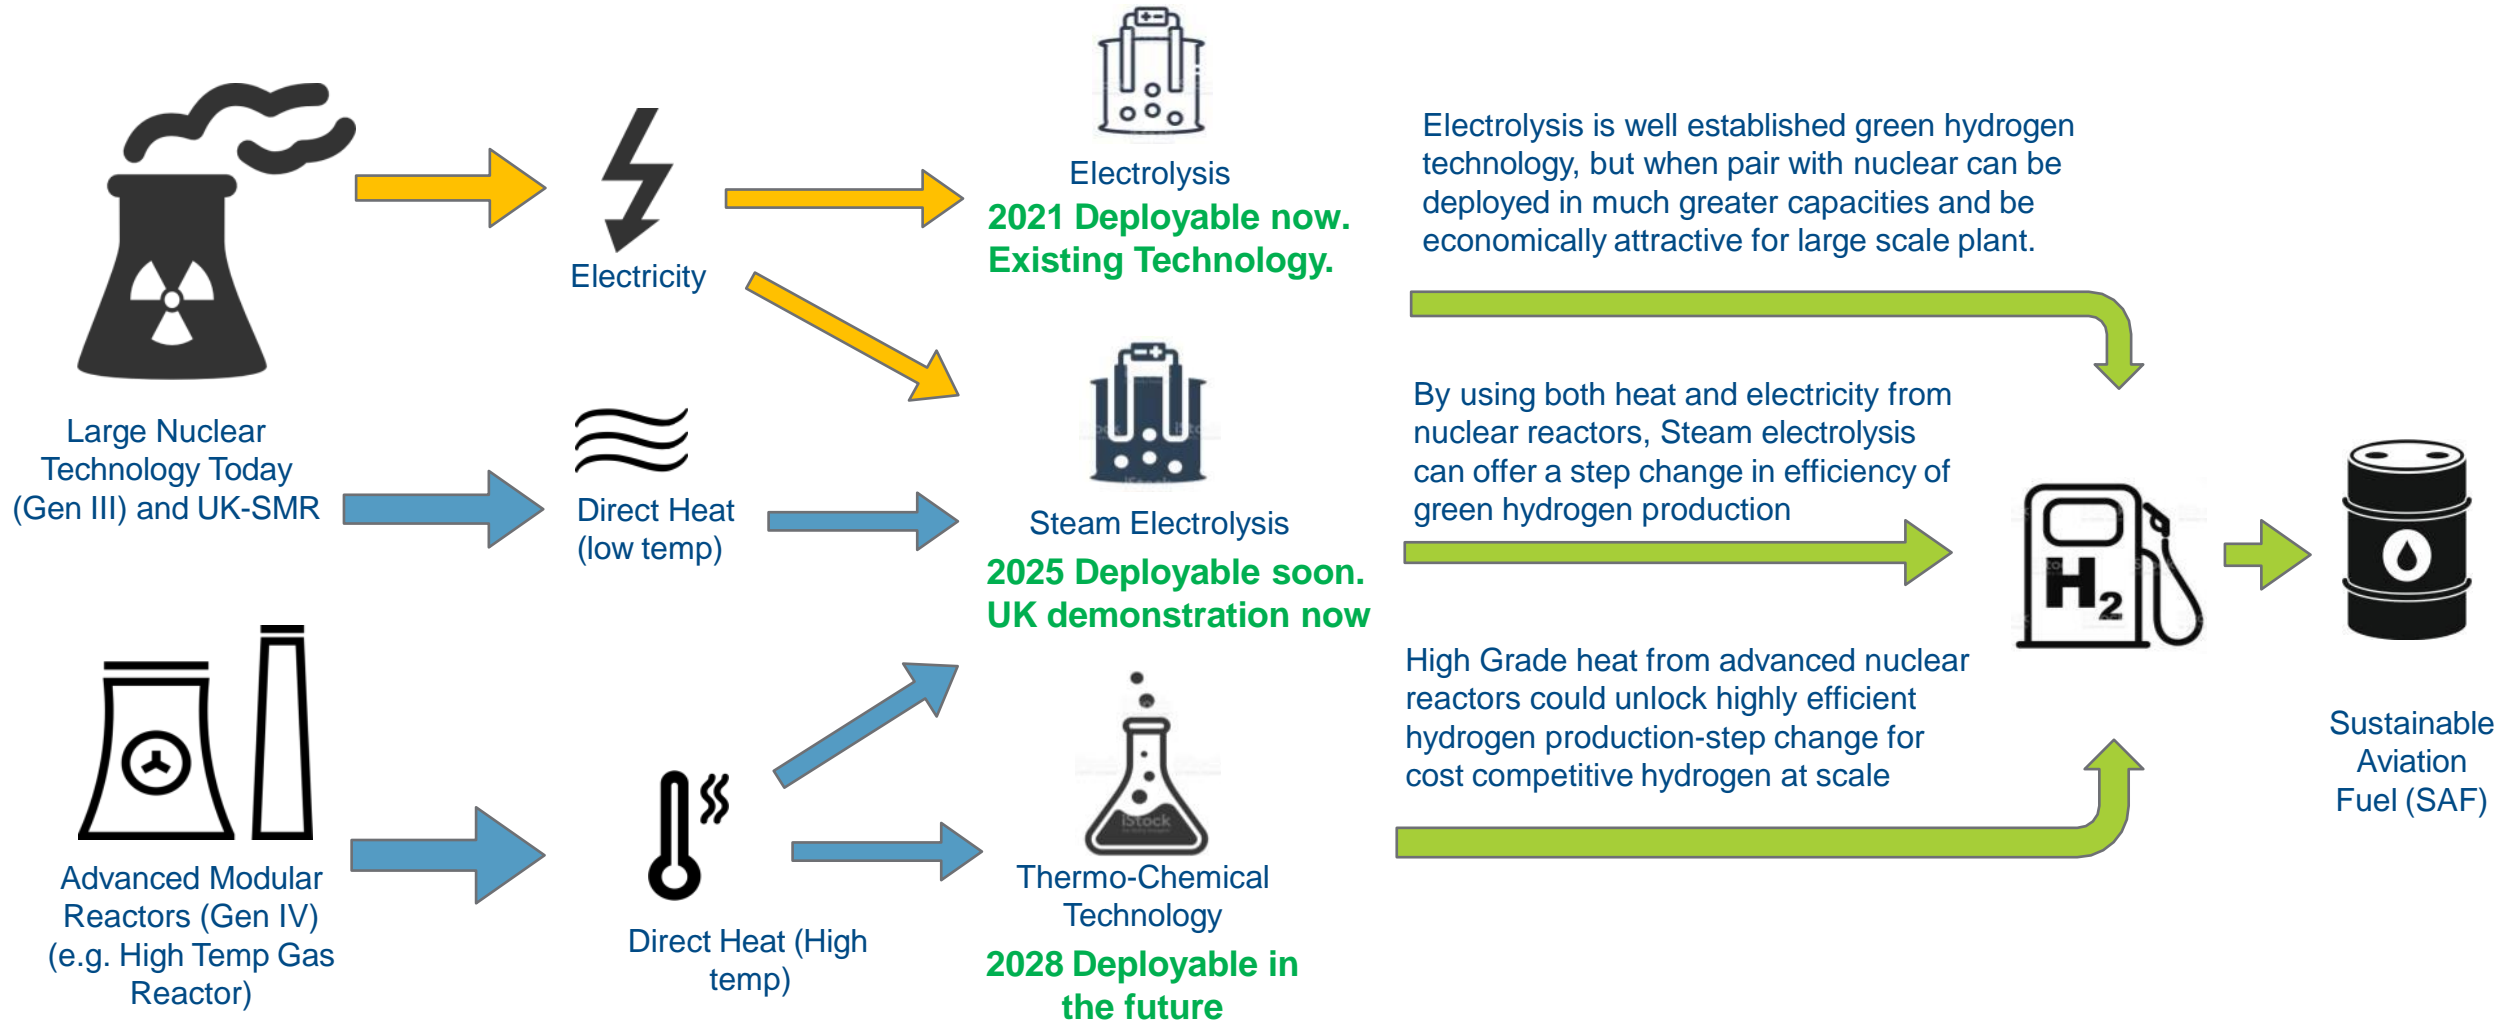 Large Nuclear
Technology Today
(Gen III) and UK-SMR
Advanced Modular
Reactors (Gen IV)
(e.g. High Temp Gas
Reactor)
Electricity
Direct Heat
(low temp)
Direct Heat (High
temp)
Electrolysis
2021 Deployable now.
Existing Technology.
Steam Electrolysis
2025 Deployable soon.
UK demonstration now
iStock
Thermo-Chemical
Technology
2028 Deployable in
the future
Electrolysis is well established green hydrogen
technology, but when pair with nuclear can be
deployed in much greater capacities and be
economically attractive for large scale plant.
By using both heat and electricity from
nuclear reactors, Steam electrolysis
can offer a step change in efficiency of
green hydrogen production
High Grade heat from advanced nuclear
reactors could unlock highly efficient
hydrogen production-step change for
cost competitive hydrogen at scale
H2
Sustainable
Aviation
Fuel (SAF)